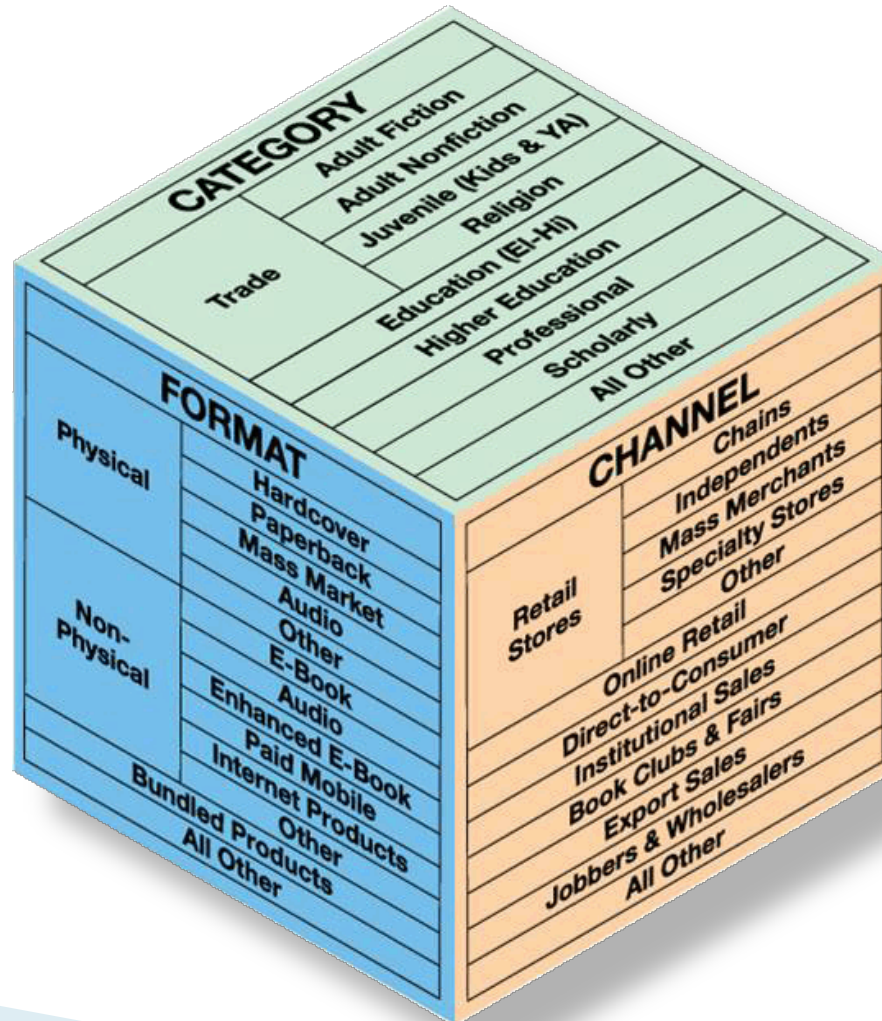 CATEGORY
Trade
Adult Fiction
Adult Nonfiction
Juvenile (Kids & YA)
Religion
Education (El-Hi)
Higher Education
Professional
Scholarly
All Other
FORMAT
Physical
Hardcover
Paperback
Mass Market
Audio
Other
Non-
Physical
E-Book
Audio
Enhanced E-Book
Paid Mobile
Internet Products
Other
Bundled Products
All Other
CHANNEL
Retail
Stores
Chains
Independents
Mass Merchants
Specialty Stores
Other
Online Retail
Direct-to-Consumer
Institutional Sales
Book Clubs & Fairs
Export Sales
Jobbers & Wholesalers
All Other